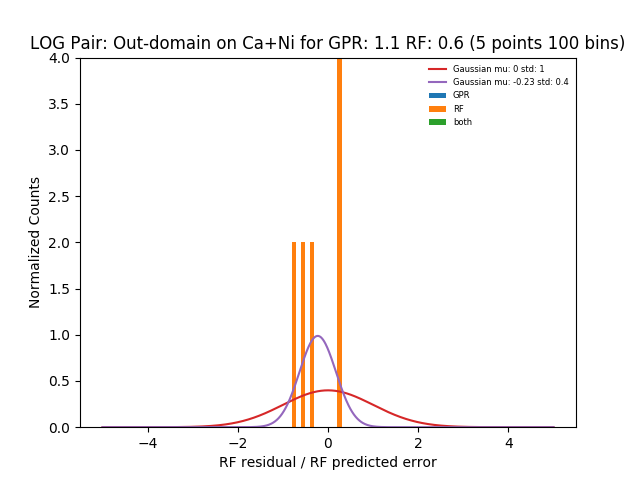 LOG Pair: Out-domain on Ca+Ni for GPR: 1.1 RF: 0.6 (5 points 100 bins)
Gaussian mu: 0 std: 1
Gaussian mu: -0.23 std: 0.4
GPR
RF
both
Normalized Counts
4.0
3.5
3.0
2.5
2.0
1.5
1.0
0.5
0.0
−4 −2 0 2 4
RF residual / RF predicted error